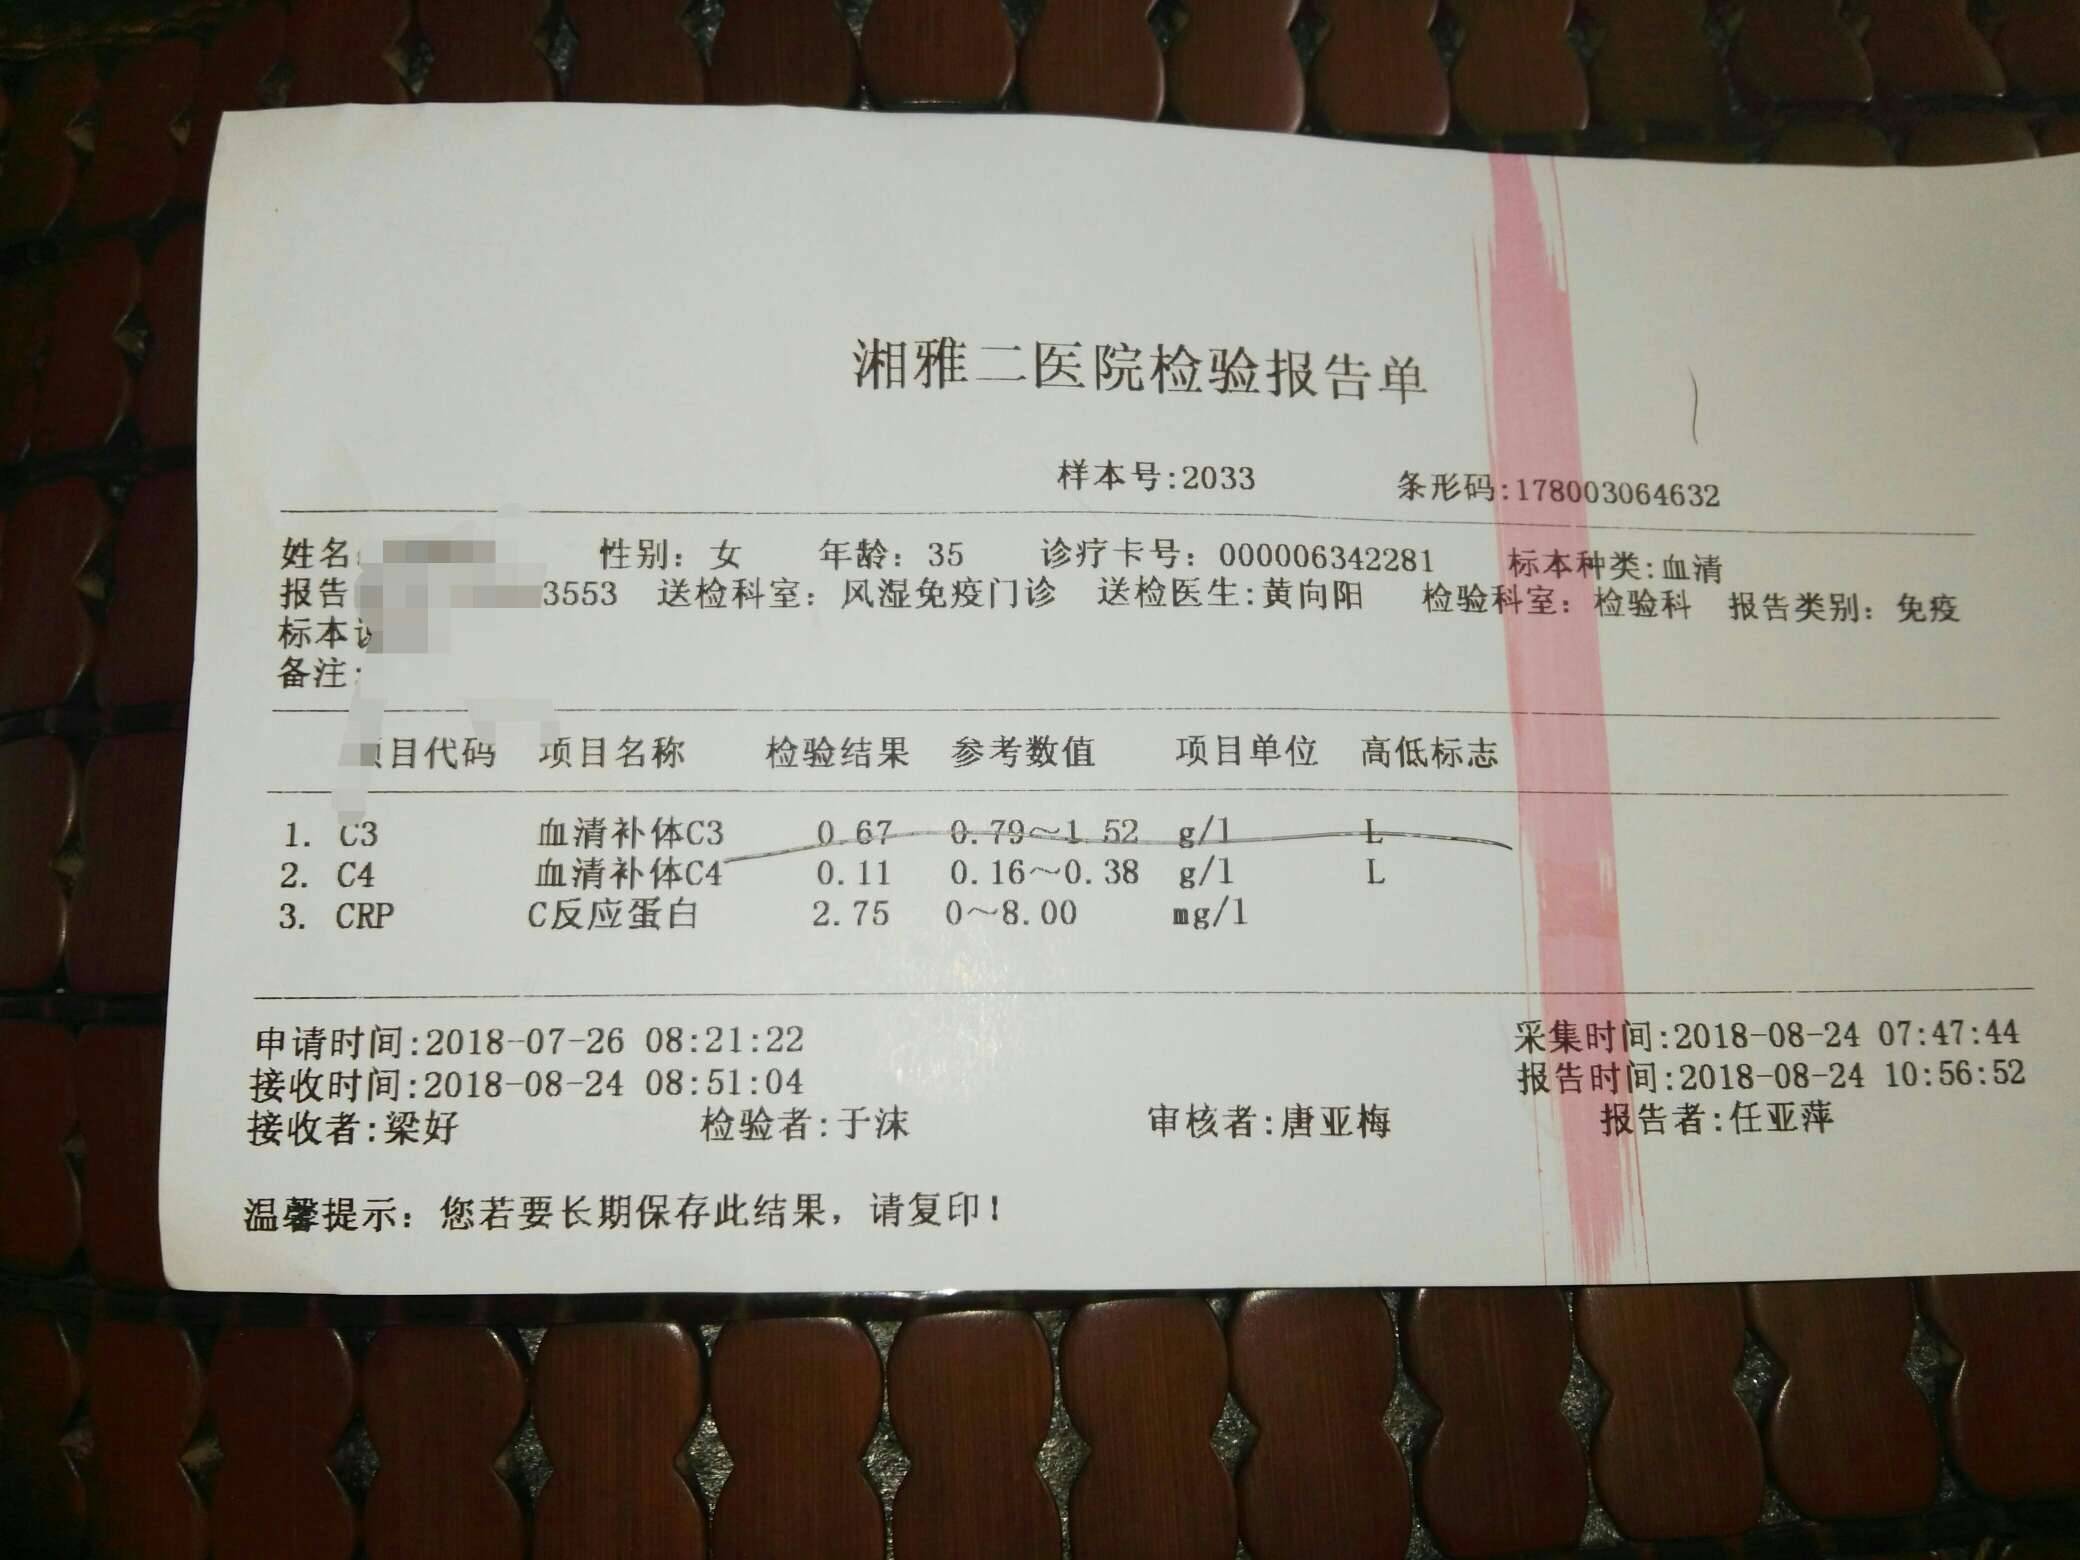 湘雅二医院检验报告单
样本号:2033 条形码:178003064632
姓名 性别: 女 年龄: 35 诊疗卡号: 000006342281 标本种类:血清
报告 3553 送检科室: 风湿免疫门诊 送检医生:黄向阳 检验科室: 检验科 报告类别: 免疫
标本
备注:
项目代码 项目名称 检验结果 参考数值 项目单位 高低标志
1. C3 血清补体C3 0.67 0.79～1.52 g/l L
2. C4 血清补体C4 0.11 0.16～0.38 g/l L
3. CRP C反应蛋白 2.75 0～8.00 mg/l
申请时间:2018-07-26 08:21:22 采集时间:2018-08-24 07:47:44
接收时间:2018-08-24 08:51:04 报告时间:2018-08-24 10:56:52
接收者:梁好 检验者:于沫 审核者:唐亚梅 报告者:任亚萍
温馨提示: 您若要长期保存此结果，请复印！